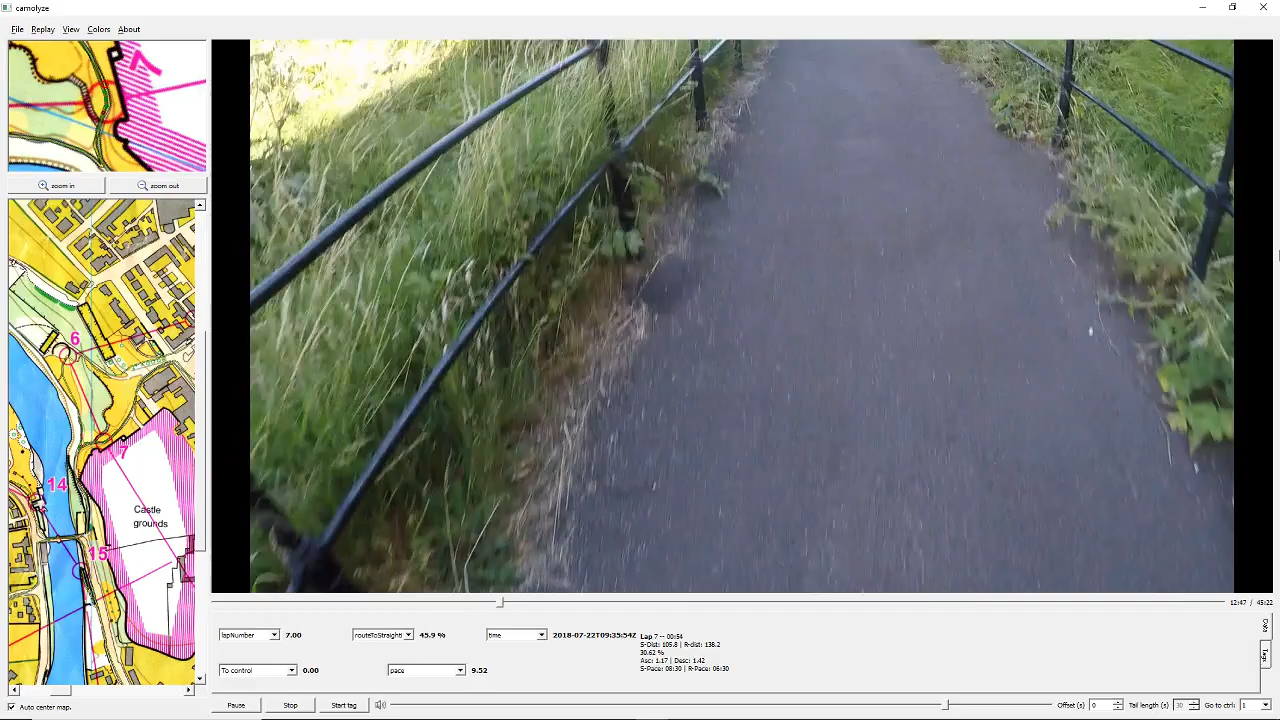 camolyze
File Replay View Colors About
7
zoom in zoom out
6
7
14
Castle
grounds
15
12:47 / 45:22
lapNumber 7.00 routeToStraightl 45.9 % time 2018-07-22T09:35:54Z
Lap 7 -- 00:54
S-Dist: 105.8 | R-dist: 138.2
30.62 %
Asc: 1.17 | Desc: 1.42
S-Pace: 08:30 | R-Pace: 06:30
To control 0.00 pace 9.52
Tags
Auto center map.
Pause Stop Start tag
Offset (s) 0 Tail length (s) 30 Go to ctrl: 1